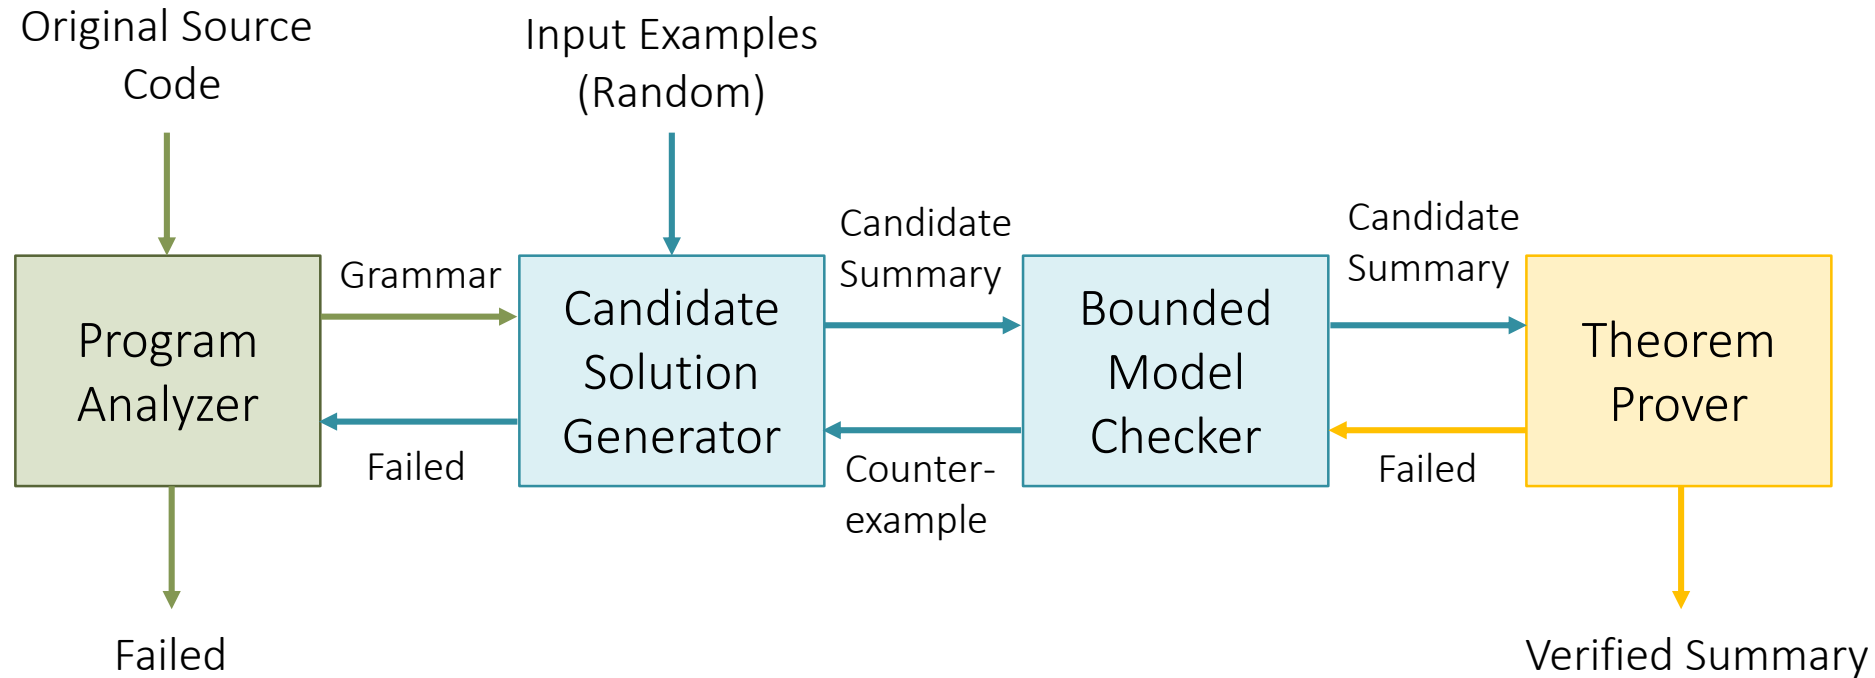 Original Source
Code
Input Examples
(Random)
Grammar
Candidate
Summary
Candidate
Summary
Program
Analyzer
Candidate
Solution
Generator
Bounded
Model
Checker
Theorem
Prover
Failed
Counter-
example
Failed
Failed
Verified Summary